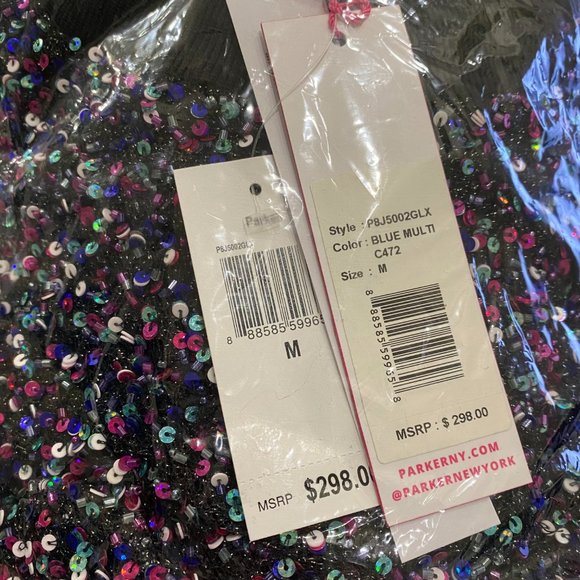 Parker
P8J5002GLX
8 88585 59965
M
MSRP $298.00
Style : P8J5002GLX
Color : BLUE MULTI
C472
Size : M
8 88585 59965 8
MSRP : $ 298.00
PARKERNY.COM
@PARKERNEWYORK